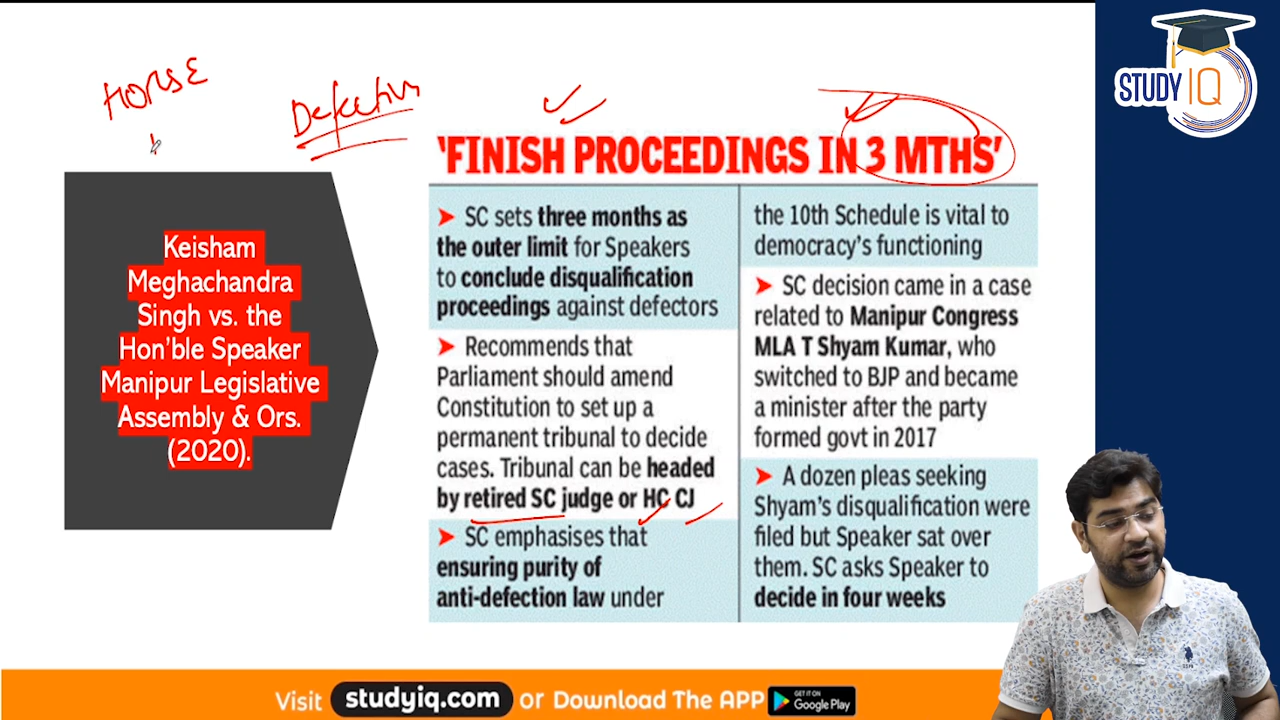 HORSE
Defection
STUDY IQ
'FINISH PROCEEDINGS IN 3 MTHS'
Keisham
Meghachandra
Singh vs. the
Hon'ble Speaker
Manipur Legislative
Assembly & Ors.
(2020).
➤ SC sets three months as
the outer limit for Speakers
to conclude disqualification
proceedings against defectors
➤ Recommends that
Parliament should amend
Constitution to set up a
permanent tribunal to decide
cases. Tribunal can be headed
by retired SC judge or HC CJ
➤ SC emphasises that
ensuring purity of
anti-defection law under
the 10th Schedule is vital to
democracy's functioning
➤ SC decision came in a case
related to Manipur Congress
MLA T Shyam Kumar, who
switched to BJP and became
a minister after the party
formed govt in 2017
➤ A dozen pleas seeking
Shyam's disqualification were
filed but Speaker sat over
them. SC asks Speaker to
decide in four weeks
Visit studyiq.com or Download The APP GET IT ON Google Play